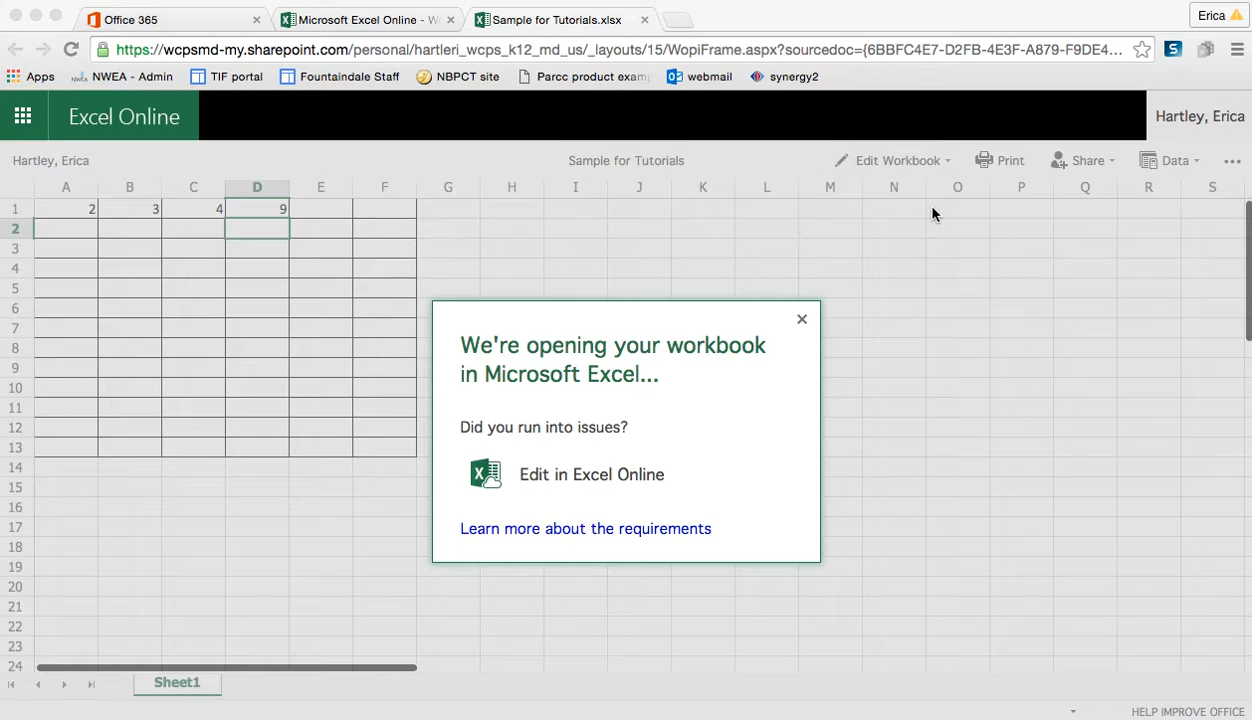 Office 365
Microsoft Excel Online - W
Sample for Tutorials.xlsx
Erica
https://wcpsmd-my.sharepoint.com/personal/hartleri_wcps_k12_md_us/_layouts/15/WopiFrame.aspx?sourcedoc={6BBFC4E7-D2FB-4E3F-A879-F9DE4...
Apps NWEA - Admin TIF portal Fountaindale Staff NBPCT site Parcc product exam webmail synergy2
Excel Online
Hartley, Erica
Hartley, Erica
Sample for Tutorials
Edit Workbook Print Share Data ...
A B C D E F G H I J K L M N O P Q R S
1 2 3 4 9
2
3
4
5
6
7
8
9
10
11
12
13
14
15
16
17
18
19
20
21
22
23
24
We're opening your workbook
in Microsoft Excel...
Did you run into issues?
Edit in Excel Online
Learn more about the requirements
Sheet1
HELP IMPROVE OFFICE